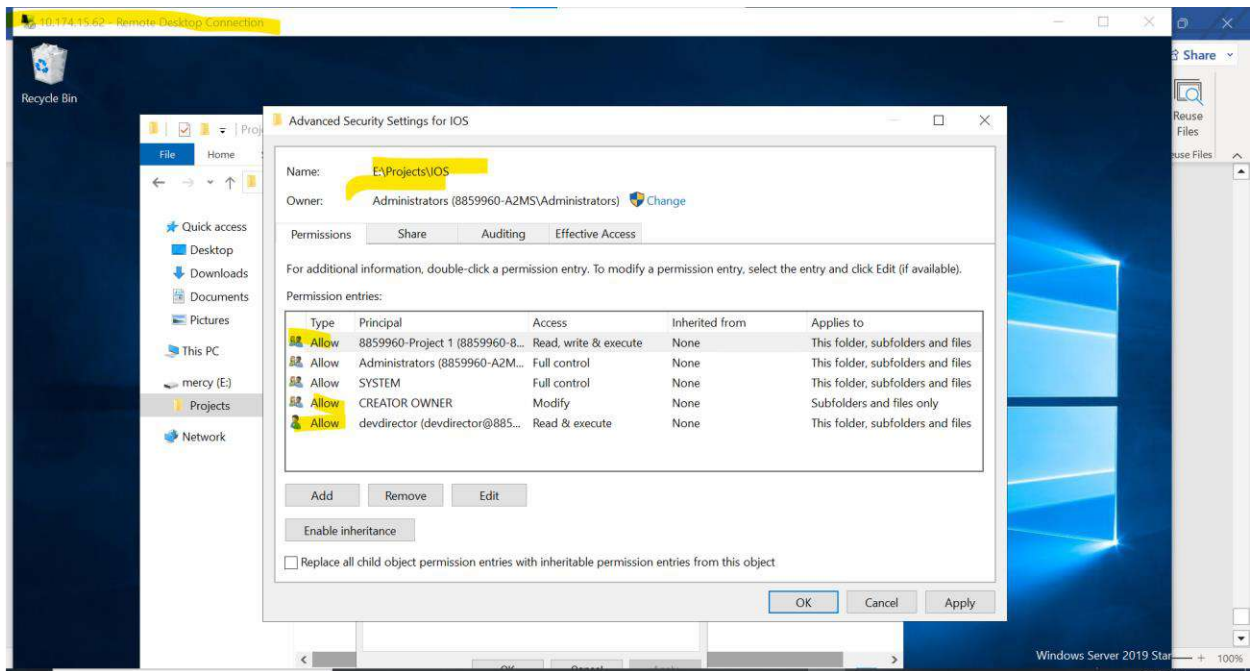 10.174.15.62 - Remote Desktop Connection
Share
Recycle Bin
Reuse
Files
Proj
Advanced Security Settings for IOS
File Home
use Files
Name: E:\Projects\IOS
Owner: Administrators (8859960-A2MS\Administrators) Change
Quick access
Permissions Share Auditing Effective Access
Desktop
Downloads
For additional information, double-click a permission entry. To modify a permission entry, select the entry and click Edit (if available).
Documents
Permission entries:
Pictures
Type Principal Access Inherited from Applies to
Allow 8859960-Project 1 (8859960-8... Read, write & execute None This folder, subfolders and files
This PC
Allow Administrators (8859960-A2M... Full control None This folder, subfolders and files
mercy (E:)
Allow SYSTEM Full control None This folder, subfolders and files
Projects
Allow CREATOR OWNER Modify None Subfolders and files only
Allow devdirector (devdirector@885... Read & execute None This folder, subfolders and files
Network
Add Remove Edit
Enable inheritance
Replace all child object permission entries with inheritable permission entries from this object
OK Cancel Apply
Windows Server 2019 Star
100%